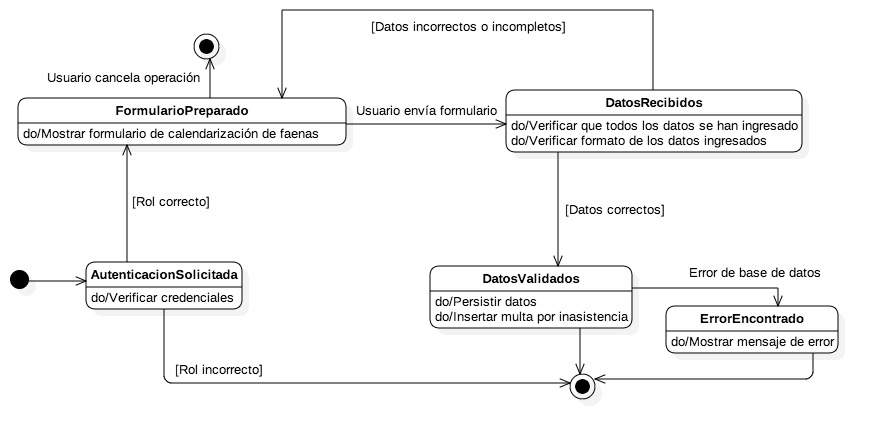 [Datos incorrectos o incompletos]
Usuario cancela operación
FormularioPreparado
do/Mostrar formulario de calendarización de faenas
Usuario envía formulario
DatosRecibidos
do/Verificar que todos los datos se han ingresado
do/Verificar formato de los datos ingresados
[Rol correcto]
[Datos correctos]
AutenticacionSolicitada
do/Verificar credenciales
DatosValidados
do/Persistir datos
do/Insertar multa por inasistencia
Error de base de datos
ErrorEncontrado
do/Mostrar mensaje de error
[Rol incorrecto]